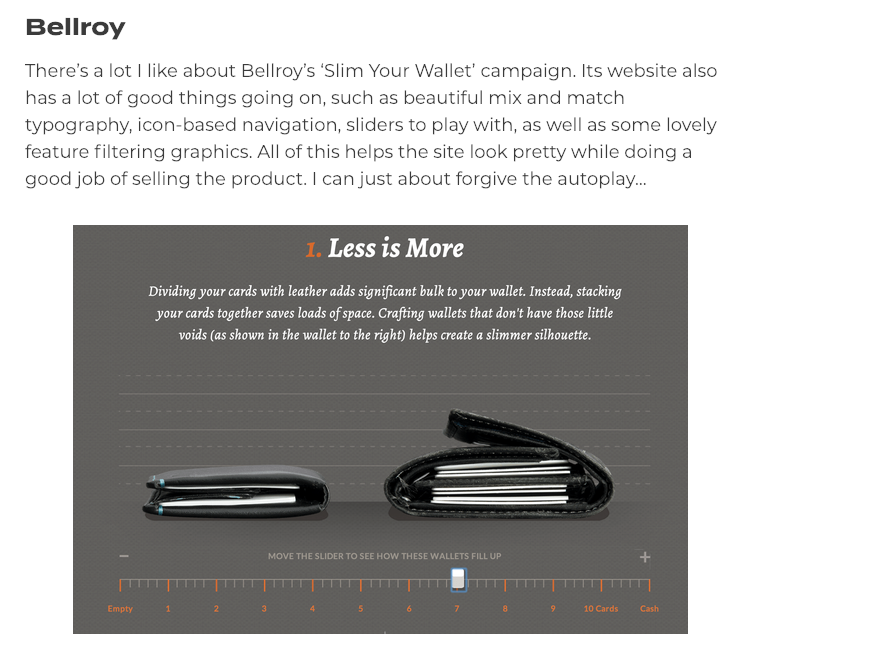 Bellroy
There’s a lot I like about Bellroy’s ‘Slim Your Wallet’ campaign. Its website also
has a lot of good things going on, such as beautiful mix and match
typography, icon-based navigation, sliders to play with, as well as some lovely
feature filtering graphics. All of this helps the site look pretty while doing a
good job of selling the product. I can just about forgive the autoplay...
1. Less is More
Dividing your cards with leather adds significant bulk to your wallet. Instead, stacking
your cards together saves loads of space. Crafting wallets that don't have those little
voids (as shown in the wallet to the right) helps create a slimmer silhouette.
− MOVE THE SLIDER TO SEE HOW THESE WALLETS FILL UP +
Empty 1 2 3 4 5 6 7 8 9 10 Cards Cash